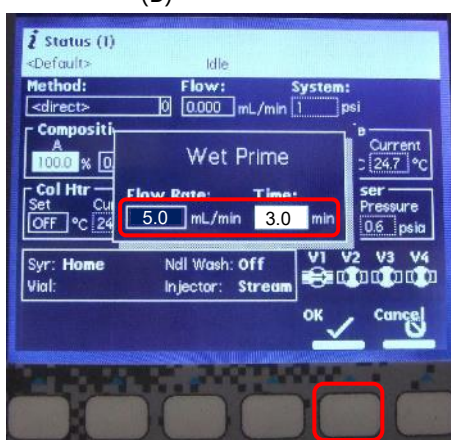 (B)
i Status (1)
<Default> Idle
Method: Flow: System:
<direct> 0 0.000 mL/min 1 psi
Compositi
A Current
100.0 % 0 24.7 °C
Wet Prime
Col Htr Flow Rate: Time: ser
Set Cu Pressure
OFF °C 24 5.0 mL/min 3.0 min 0.6 psia
Syr: Home Ndl Wash: Off V1 V2 V3 V4
Vial: Injector: Stream
OK Cancel